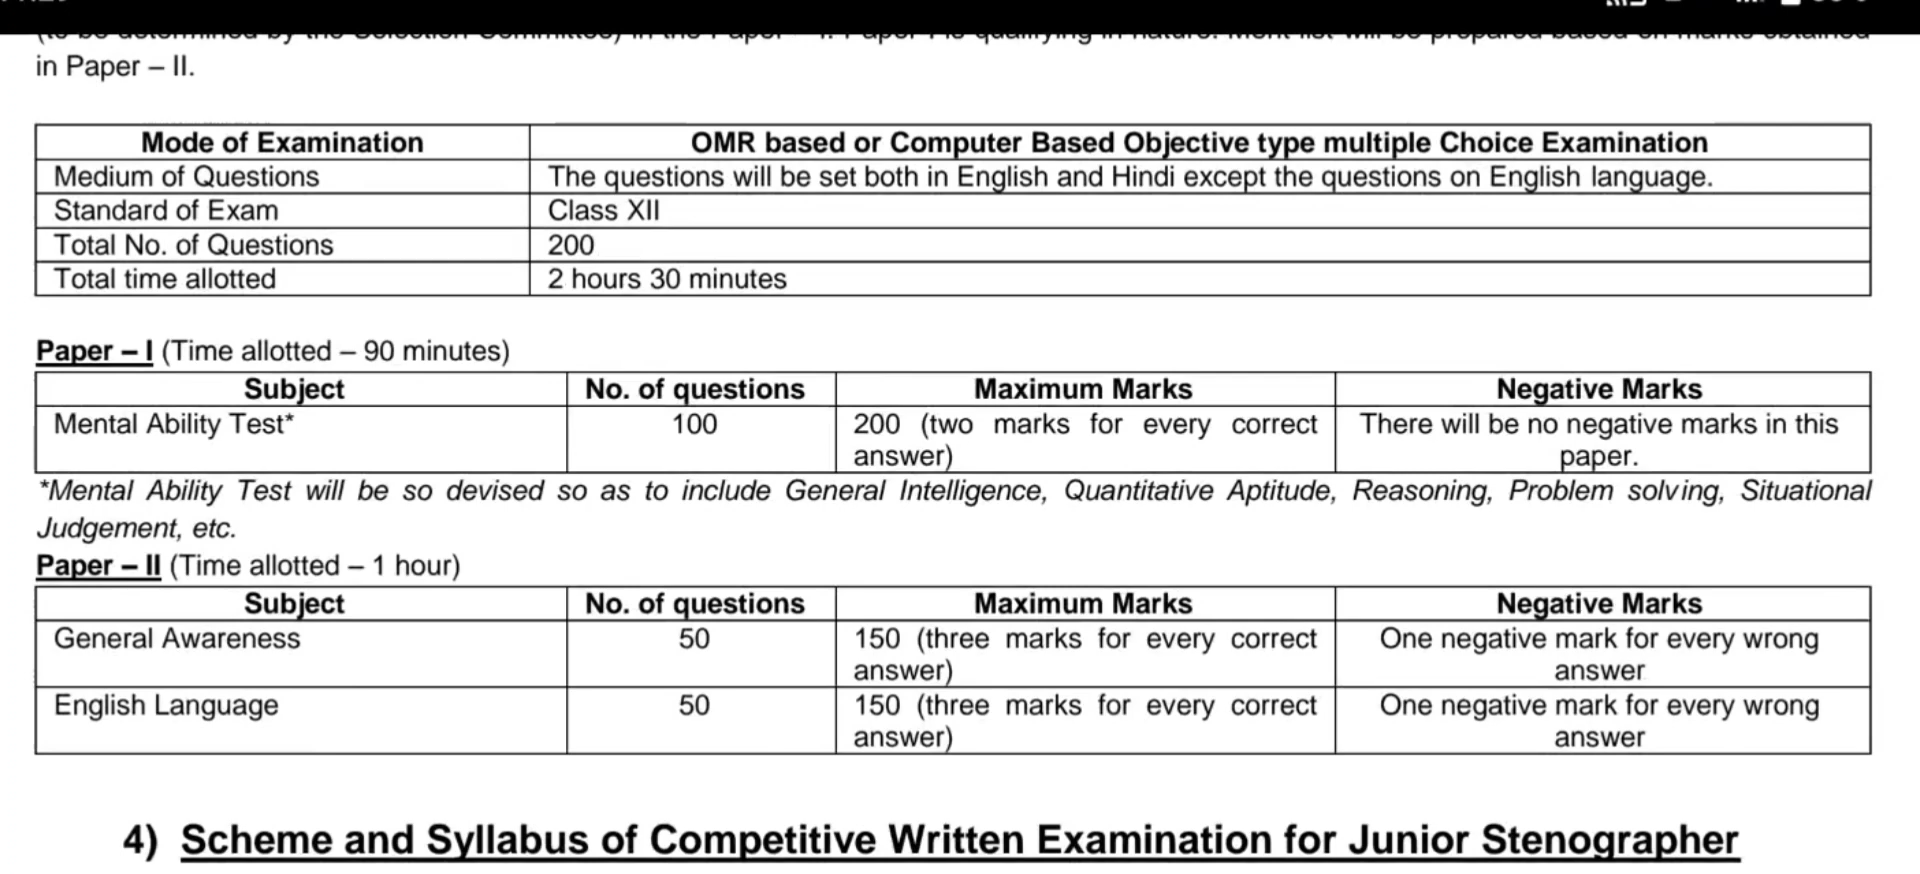 in Paper – II.
Mode of Examination OMR based or Computer Based Objective type multiple Choice Examination
Medium of Questions The questions will be set both in English and Hindi except the questions on English language.
Standard of Exam Class XII
Total No. of Questions 200
Total time allotted 2 hours 30 minutes
Paper – I (Time allotted – 90 minutes)
Subject No. of questions Maximum Marks Negative Marks
Mental Ability Test* 100 200 (two marks for every correct There will be no negative marks in this
answer) paper.
*Mental Ability Test will be so devised so as to include General Intelligence, Quantitative Aptitude, Reasoning, Problem solving, Situational
Judgement, etc.
Paper – II (Time allotted – 1 hour)
Subject No. of questions Maximum Marks Negative Marks
General Awareness 50 150 (three marks for every correct One negative mark for every wrong
answer) answer
English Language 50 150 (three marks for every correct One negative mark for every wrong
answer) answer
4) Scheme and Syllabus of Competitive Written Examination for Junior Stenographer